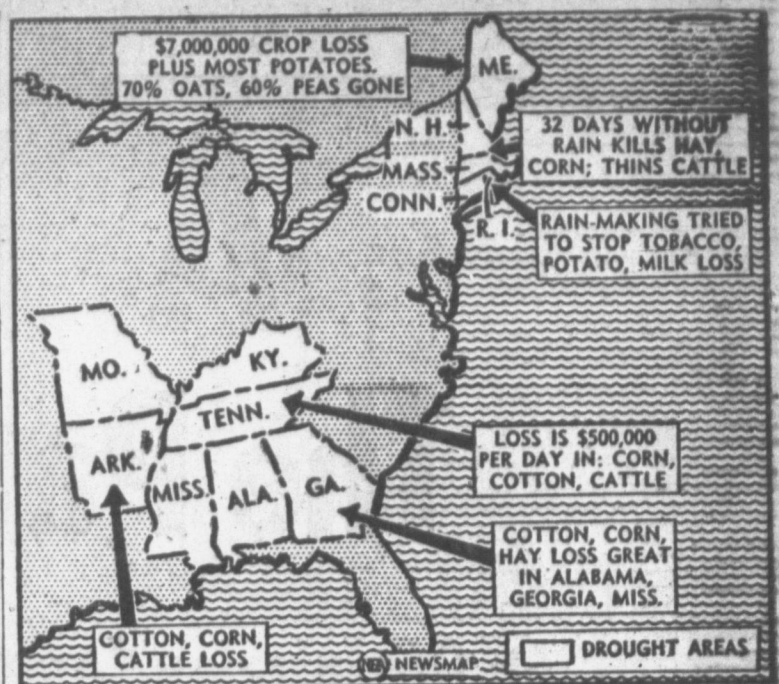 $7,000,000 CROP LOSS
PLUS MOST POTATOES.
70% OATS, 60% PEAS GONE
ME.
N. H.
32 DAYS WITHOUT
RAIN KILLS HAY,
CORN; THINS CATTLE
MASS.
CONN.
R. I.
RAIN-MAKING TRIED
TO STOP TOBACCO,
POTATO, MILK LOSS
MO.
KY.
TENN.
ARK.
MISS.
ALA.
GA.
LOSS IS $500,000
PER DAY IN: CORN,
COTTON, CATTLE
COTTON, CORN,
HAY LOSS GREAT
IN ALABAMA,
GEORGIA, MISS.
COTTON, CORN,
CATTLE LOSS
NEA NEWSMAP
DROUGHT AREAS